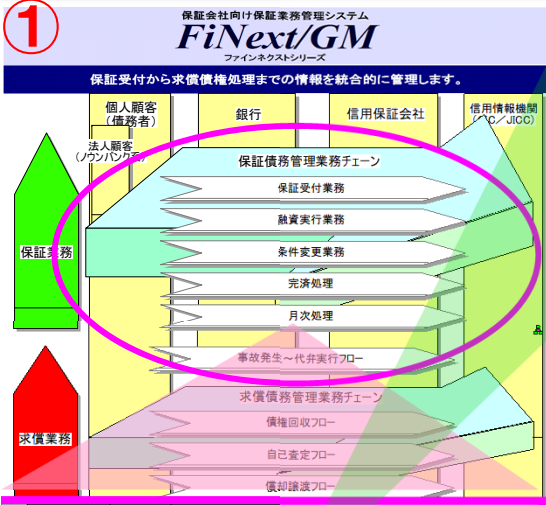 ①
保証会社向け保証業務管理システム
FiNext/GM
ファインネクストシリーズ
保証受付から求償債権処理までの情報を統合的に管理します。
個人顧客
（債務者）
銀行
信用保証会社
信用情報機関
法人顧客
保証債務管理業務チェーン
保証受付業務
融資実行業務
保証業務
条件変更業務
完済処理
月次処理
事故発生～代弁実行フロー
求償債務管理業務チェーン
債権回収フロー
求償業務
自己査定フロー
償却譲渡フロー